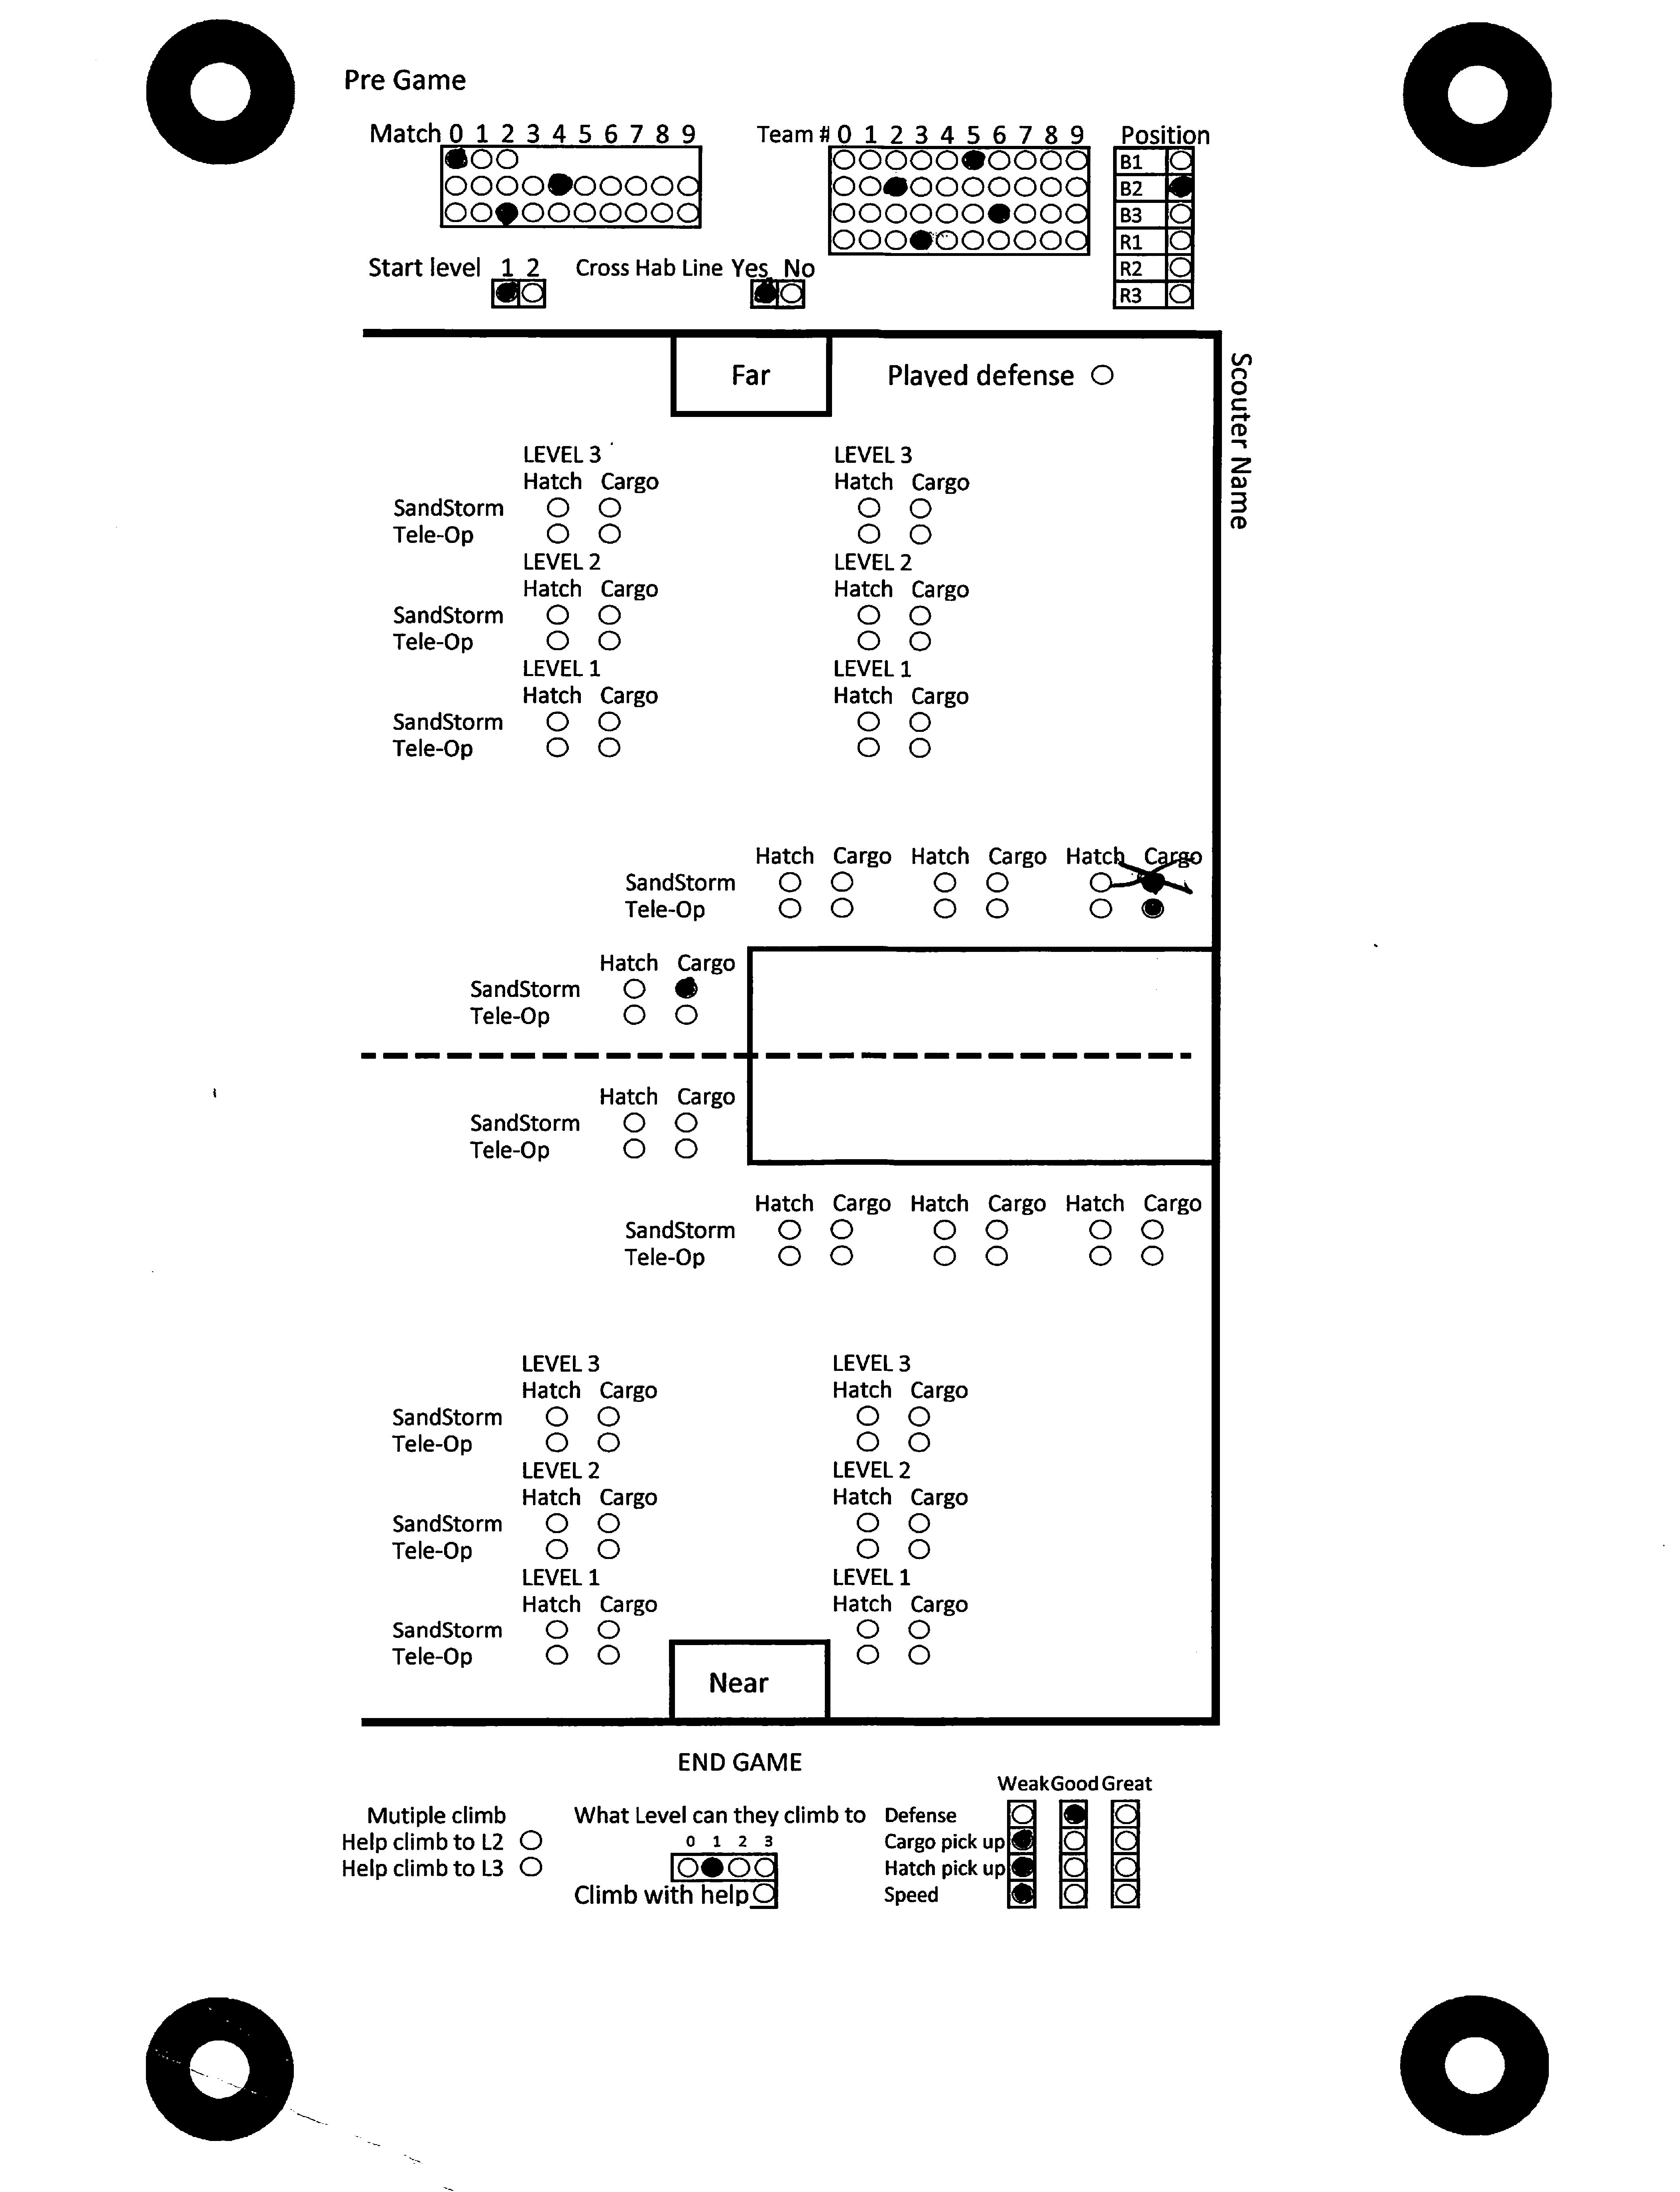 Pre Game
Match 0 1 2 3 4 5 6 7 8 9
Team # 0 1 2 3 4 5 6 7 8 9
Position
B1
B2
B3
R1
R2
R3
Start level 1 2
Cross Hab Line Yes No
Far
Played defense
Scouter Name
LEVEL 3 LEVEL 3
Hatch Cargo Hatch Cargo
SandStorm
Tele-Op
LEVEL 2 LEVEL 2
Hatch Cargo Hatch Cargo
SandStorm
Tele-Op
LEVEL 1 LEVEL 1
Hatch Cargo Hatch Cargo
SandStorm
Tele-Op
Hatch Cargo Hatch Cargo Hatch Cargo
SandStorm
Tele-Op
Hatch Cargo
SandStorm
Tele-Op
Hatch Cargo
SandStorm
Tele-Op
Hatch Cargo Hatch Cargo Hatch Cargo
SandStorm
Tele-Op
LEVEL 3 LEVEL 3
Hatch Cargo Hatch Cargo
SandStorm
Tele-Op
LEVEL 2 LEVEL 2
Hatch Cargo Hatch Cargo
SandStorm
Tele-Op
LEVEL 1 LEVEL 1
Hatch Cargo Hatch Cargo
SandStorm
Tele-Op
Near
END GAME
Mutiple climb
Help climb to L2
Help climb to L3
What Level can they climb to
0 1 2 3
Climb with help
Weak Good Great
Defense
Cargo pick up
Hatch pick up
Speed